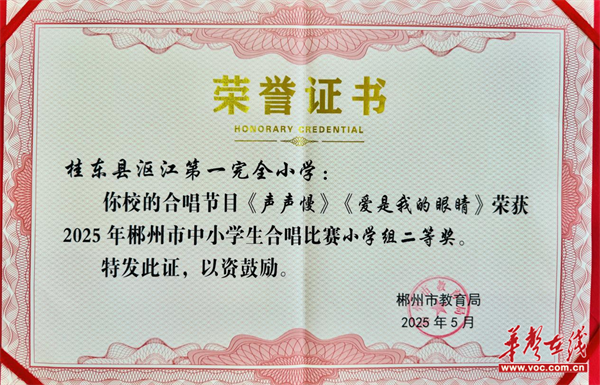 荣誉证书
HONORARY CREDENTIAL
桂东县沤江第一完全小学：
你校的合唱节目《声声慢》《爱是我的眼睛》荣获
2025年郴州市中小学生合唱比赛小学组二等奖。
特发此证，以资鼓励。
郴州市教育局
2025年5月
华声在线
www.voc.com.cn